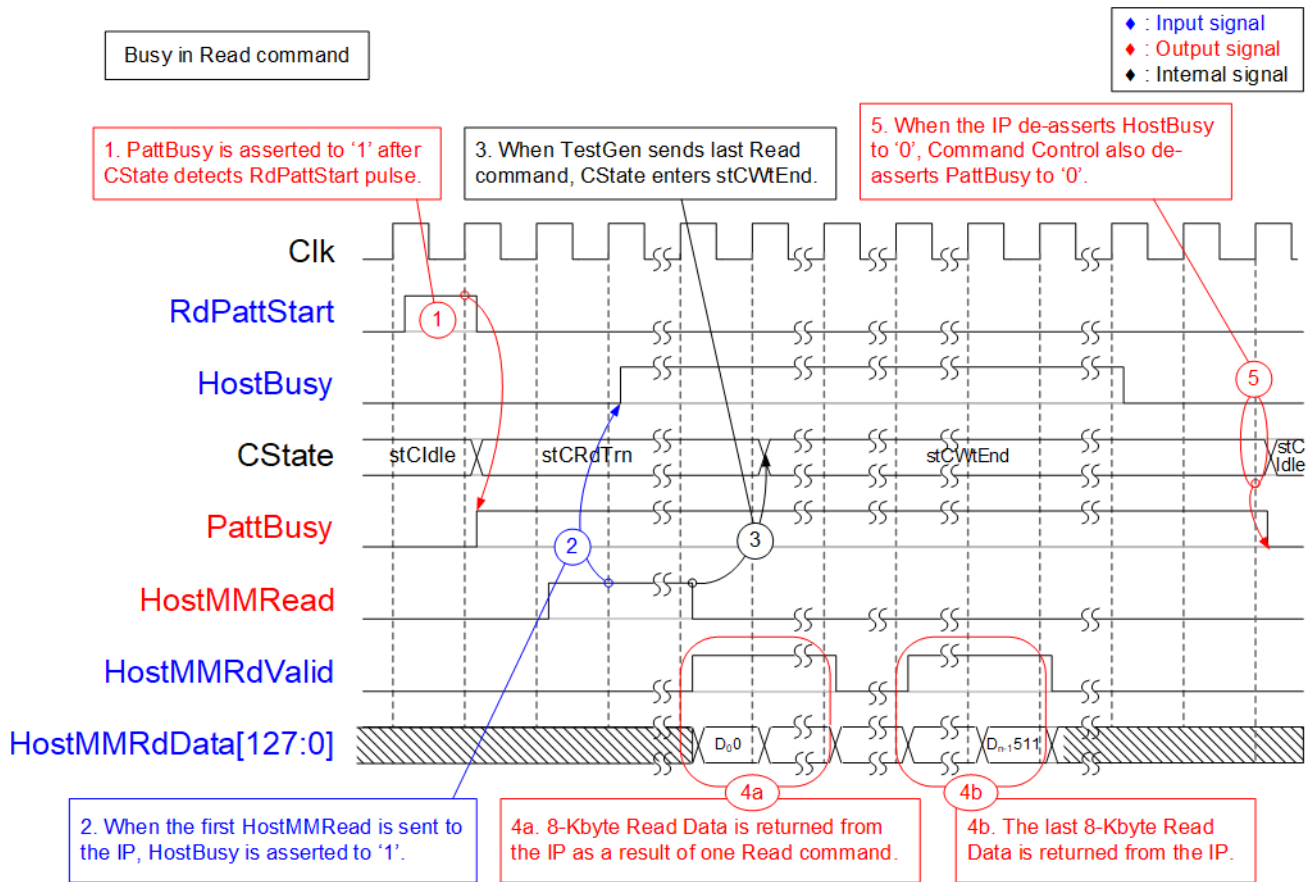 Busy in Read command
♦ : Input signal
♦ : Output signal
♦ : Internal signal
1. PattBusy is asserted to ‘1’ after
CState detects RdPattStart pulse.
3. When TestGen sends last Read
command, CState enters stCWtEnd.
5. When the IP de-asserts HostBusy
to ‘0’, Command Control also de-
asserts PattBusy to ‘0’.
Clk
RdPattStart
1
HostBusy
5
CState
stCIdle
stCRdTrn
stCWtEnd
stC
Idle
PattBusy
2
3
HostMMRead
HostMMRdValid
HostMMRdData[127:0]
D₀0
Dₙ₋₁511
4a
4b
2. When the first HostMMRead is sent to
the IP, HostBusy is asserted to ‘1’.
4a. 8-Kbyte Read Data is returned from
the IP as a result of one Read command.
4b. The last 8-Kbyte Read
Data is returned from the IP.